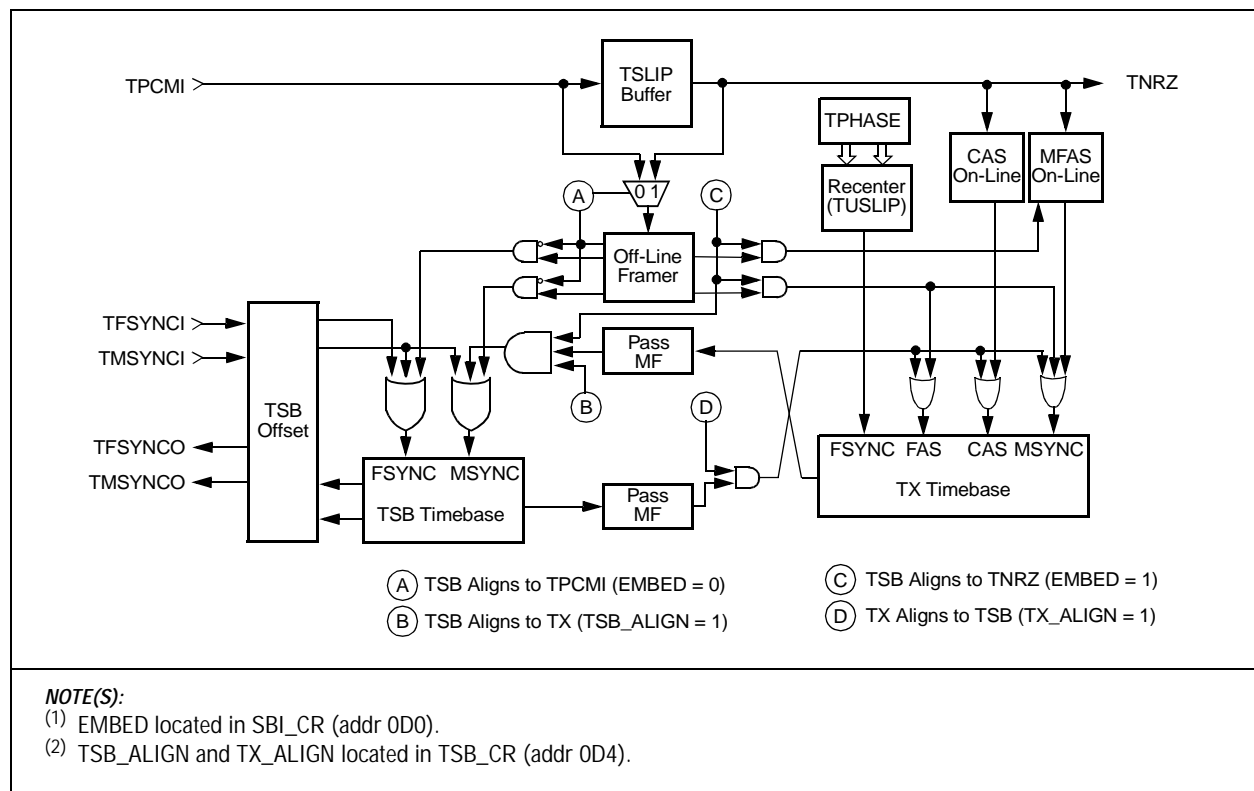 TPCMI
TSLIP
Buffer
TNRZ
TPHASE
Recenter
(TUSLIP)
CAS
On-Line
MFAS
On-Line
0 1
A
C
Off-Line
Framer
TFSYNCI
TMSYNCI
TFSYNCO
TMSYNCO
TSB
Offset
Pass
MF
B
D
FSYNC MSYNC
TSB Timebase
Pass
MF
FSYNC FAS CAS MSYNC
TX Timebase
A TSB Aligns to TPCMI (EMBED = 0)
B TSB Aligns to TX (TSB_ALIGN = 1)
C TSB Aligns to TNRZ (EMBED = 1)
D TX Aligns to TSB (TX_ALIGN = 1)
NOTE(S):
(1) EMBED located in SBI_CR (addr 0D0).
(2) TSB_ALIGN and TX_ALIGN located in TSB_CR (addr 0D4).